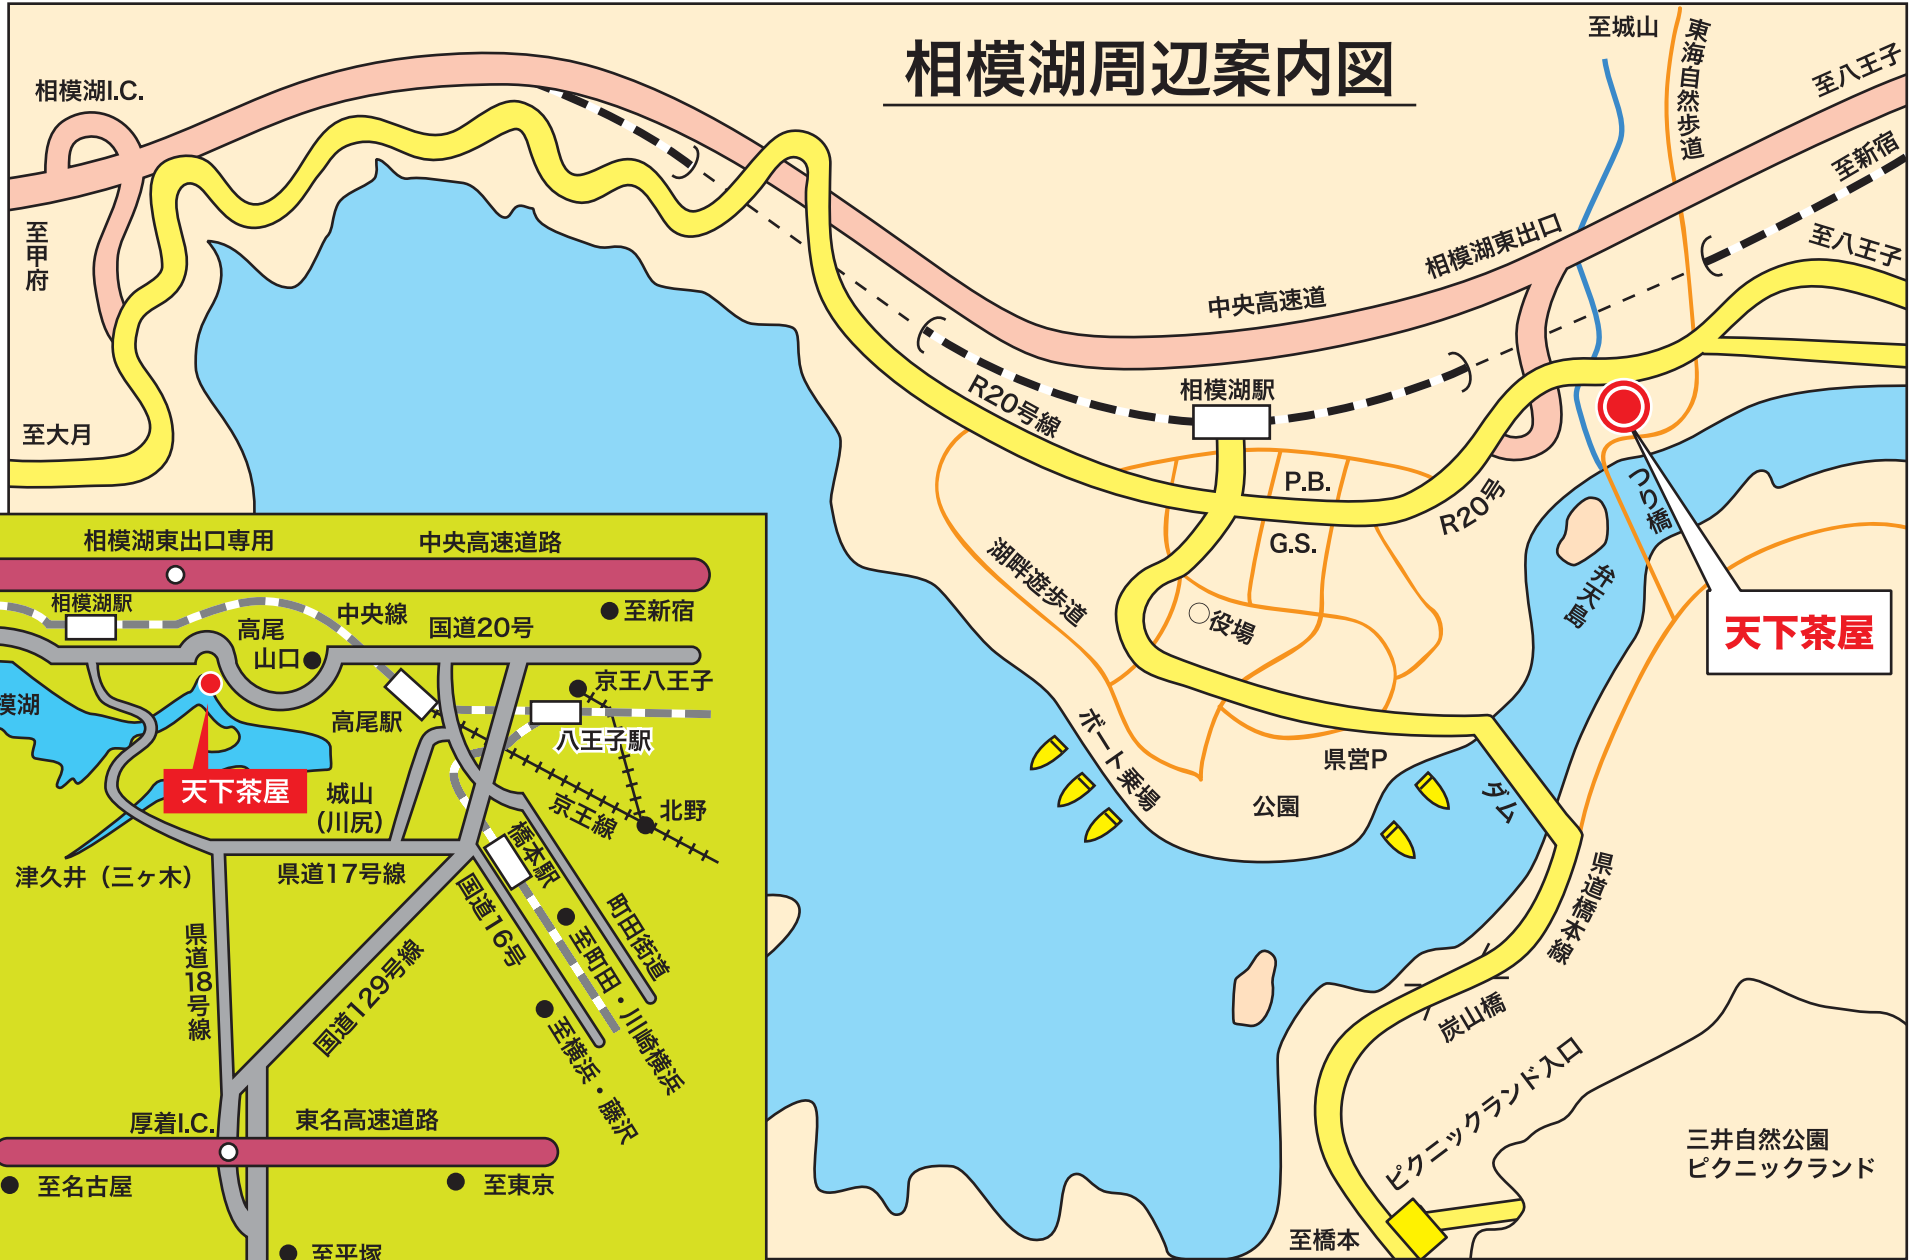 相模湖周辺案内図
至城山
東海自然歩道
至八王子
至新宿
至八王子
相模湖I.C.
至甲府
至大月
相模湖東出口
中央高速道
R20号線
相模湖駅
P.B.
R20号
G.S.
つり橋
湖畔遊歩道
○役場
弁天島
天下茶屋
ボート乗場
県営P
公園
ダム
県道橋本線
炭山橋
ピクニックランド入口
三井自然公園
ピクニックランド
至橋本
相模湖東出口専用
中央高速道路
相模湖駅
中央線
至新宿
国道20号
高尾
山口
京王八王子
模湖
高尾駅
八王子駅
天下茶屋
城山
（川尻）
京王線
北野
橋本駅
津久井（三ヶ木）
県道17号線
国道16号
町田街道
至町田・川崎横浜
県道18号線
国道129号線
至横浜・藤沢
厚着I.C.
東名高速道路
至名古屋
至東京
至平塚